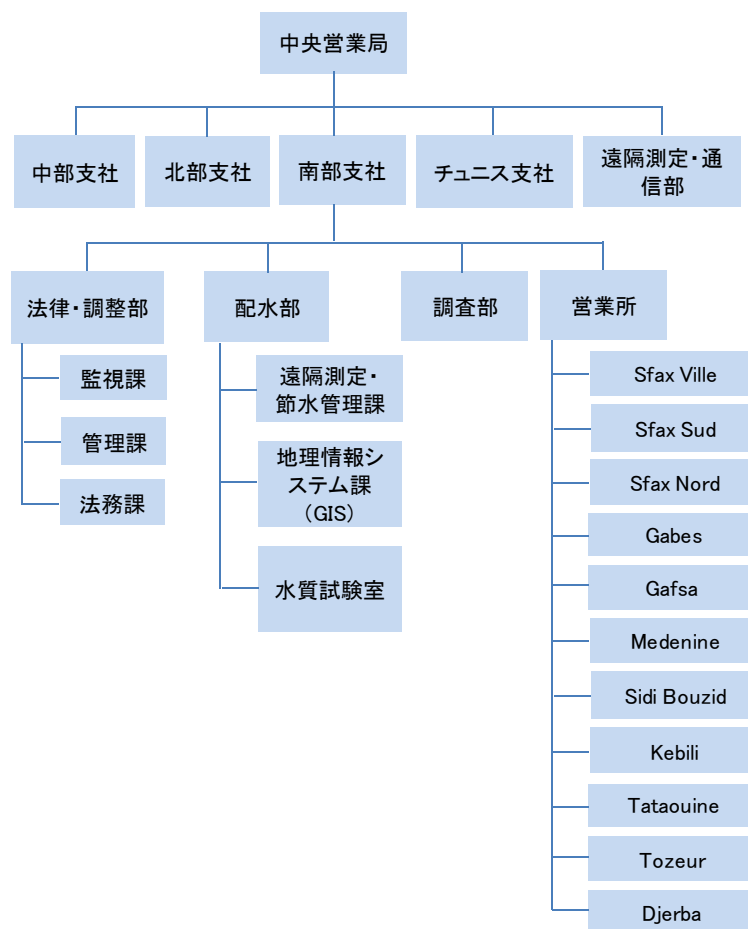 中央営業局
中部支社
北部支社
南部支社
チュニス支社
遠隔測定・通
信部
法律・調整部
配水部
調査部
営業所
監視課
管理課
法務課
遠隔測定・
節水管理課
地理情報シ
ステム課
(GIS)
水質試験室
Sfax Ville
Sfax Sud
Sfax Nord
Gabes
Gafsa
Medenine
Sidi Bouzid
Kebili
Tataouine
Tozeur
Djerba